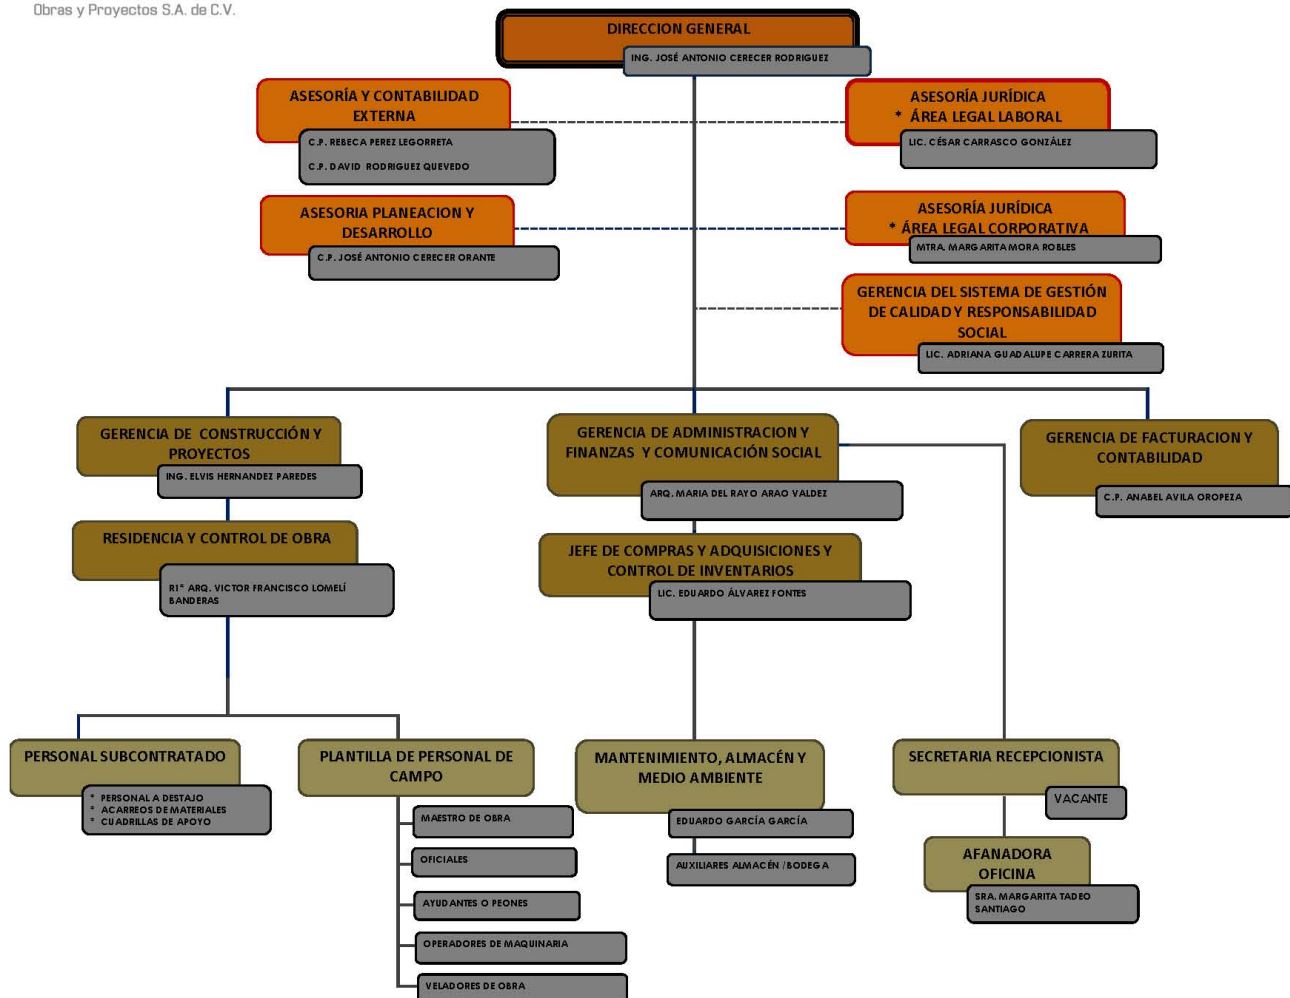 Obras y Proyectos S.A. de C.V.
DIRECCION GENERAL
ING. JOSÉ ANTONIO CERECER RODRIGUEZ
ASESORÍA Y CONTABILIDAD
EXTERNA
C.P. REBECA PEREZ LEGORRETA
C.P. DAVID RODRIGUEZ QUEVEDO
ASESORÍA JURÍDICA
* ÁREA LEGAL LABORAL
LIC. CÉSAR CARRASCO GONZÁLEZ
ASESORIA PLANEACION Y
DESARROLLO
C.P. JOSÉ ANTONIO CERECER ORANTE
ASESORÍA JURÍDICA
* ÁREA LEGAL CORPORATIVA
MTRA. MARGARITA MORA ROBLES
GERENCIA DEL SISTEMA DE GESTIÓN
DE CALIDAD Y RESPONSABILIDAD
SOCIAL
LIC. ADRIANA GUADALUPE CARRERA ZURITA
GERENCIA DE CONSTRUCCIÓN Y
PROYECTOS
ING. ELVIS HERNANDEZ PAREDES
GERENCIA DE ADMINISTRACION Y
FINANZAS Y COMUNICACIÓN SOCIAL
ARQ. MARIA DEL RAYO ARAO VALDEZ
GERENCIA DE FACTURACION Y
CONTABILIDAD
C.P. ANABEL AVILA OROPEZA
RESIDENCIA Y CONTROL DE OBRA
R1* ARQ. VICTOR FRANCISCO LOMELÍ
BANDERAS
JEFE DE COMPRAS Y ADQUISICIONES Y
CONTROL DE INVENTARIOS
LIC. EDUARDO ÁLVAREZ FONTES
PERSONAL SUBCONTRATADO
* PERSONAL A DESTAJO
* ACARREOS DE MATERIALES
* CUADRILLAS DE APOYO
PLANTILLA DE PERSONAL DE
CAMPO
MAESTRO DE OBRA
OFICIALES
AYUDANTES O PEONES
OPERADORES DE MAQUINARIA
VELADORES DE OBRA
MANTENIMIENTO, ALMACÉN Y
MEDIO AMBIENTE
EDUARDO GARCÍA GARCÍA
AUXILIARES ALMACÉN / BODEGA
SECRETARIA RECEPCIONISTA
VACANTE
AFANADORA
OFICINA
SRA. MARGARITA TADEO
SANTIAGO